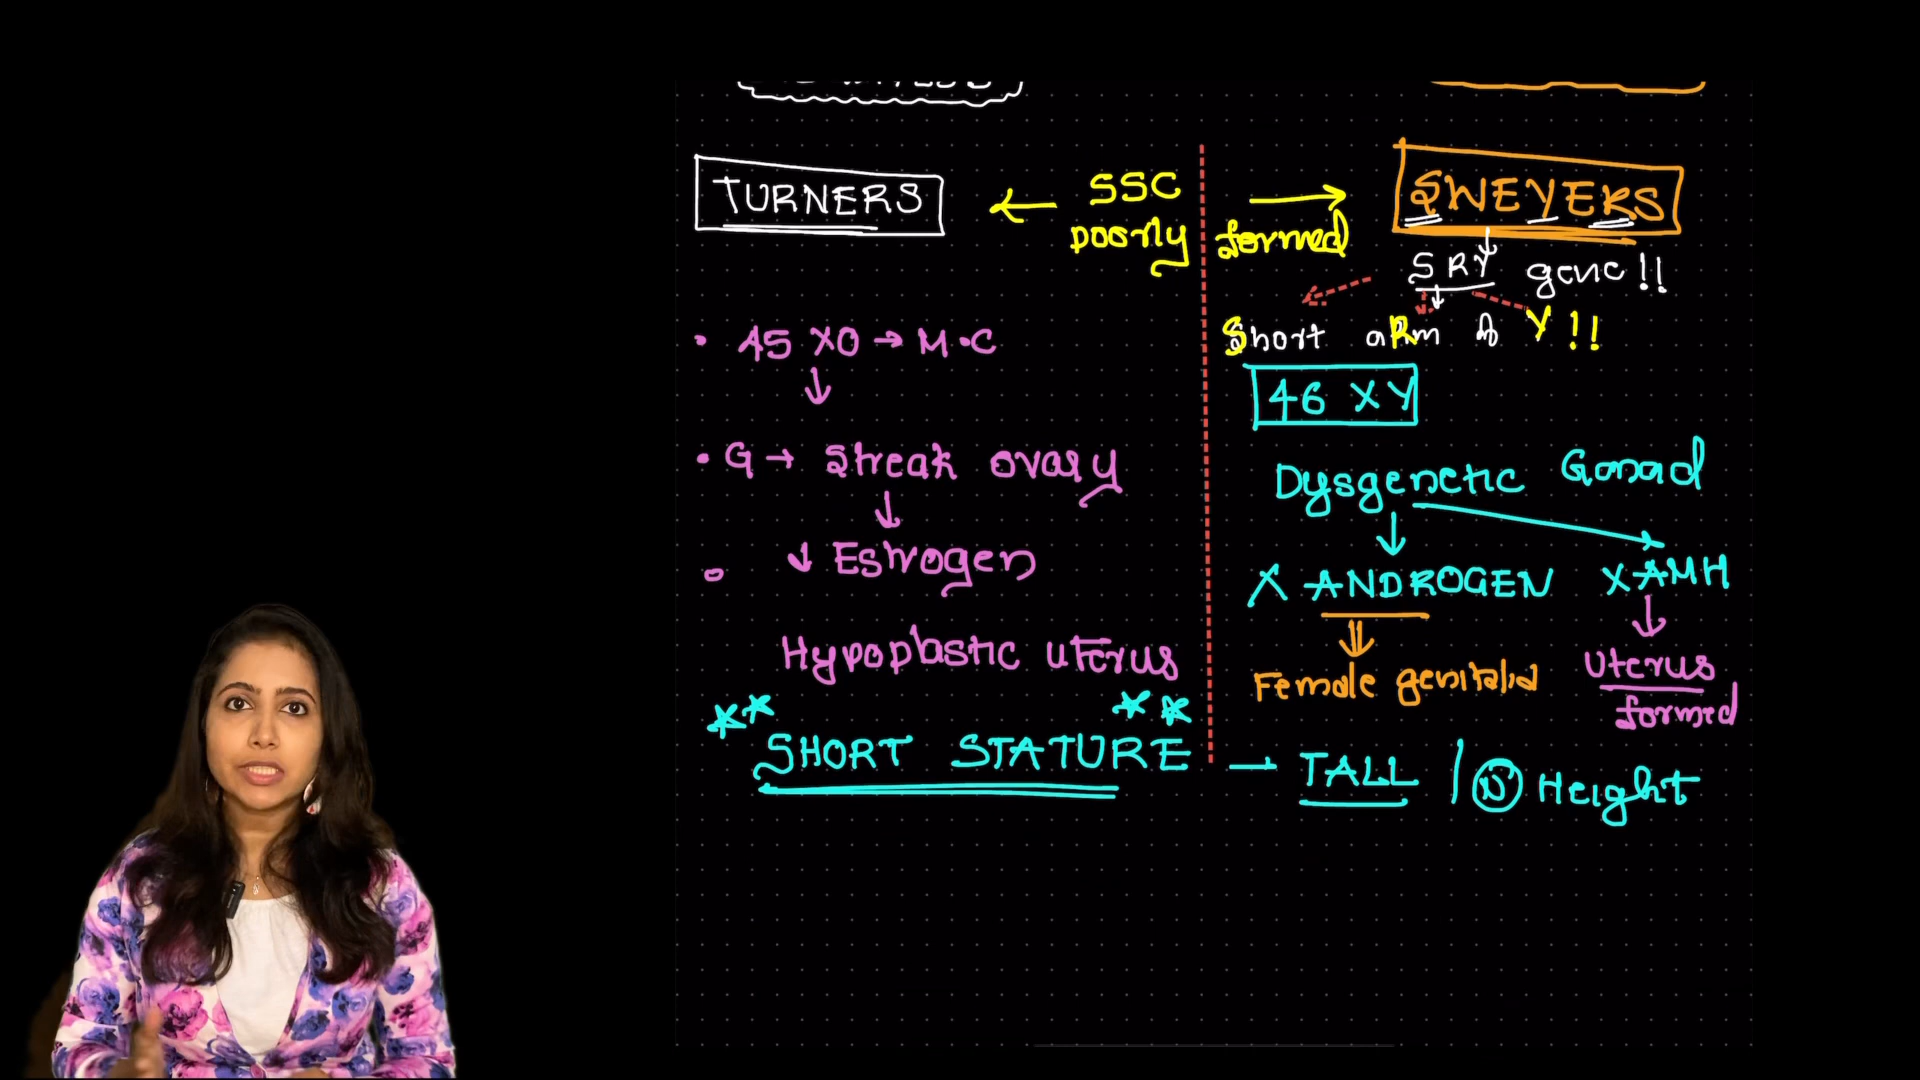 TURNERS
← SSC →
poorly formed
SWEYERS
SRY gene!!
Short aRm of Y!!
46 XY
• 45 XO → M.C
• G → Streak ovary
↓ Estrogen
Hypoplastic uterus
** **
SHORT STATURE
Dysgenetic Gonad
X ANDROGEN X AMH
Female genitalia
Uterus
formed
— TALL / N Height